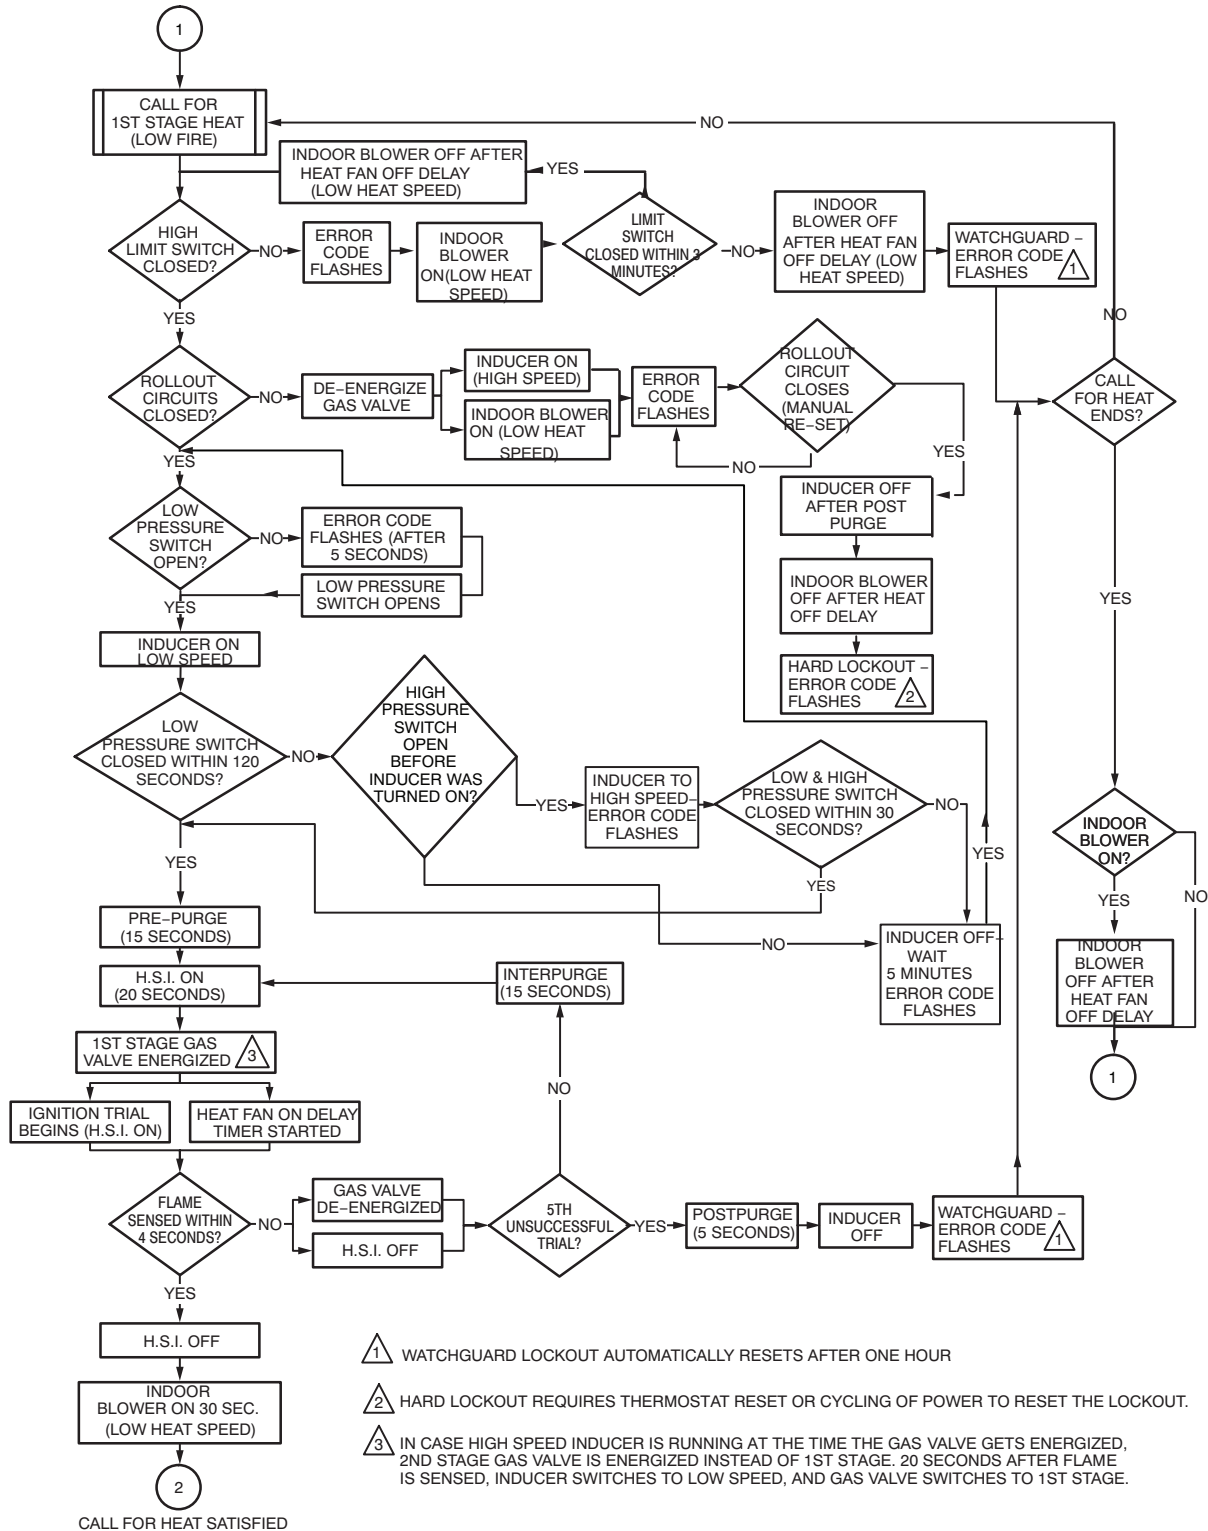 1
CALL FOR
1ST STAGE HEAT
(LOW FIRE)
NO
INDOOR BLOWER OFF AFTER
HEAT FAN OFF DELAY
(LOW HEAT SPEED)
YES
HIGH
LIMIT SWITCH
CLOSED?
NO
ERROR
CODE
FLASHES
INDOOR
BLOWER
ON(LOW HEAT
SPEED)
LIMIT
SWITCH
CLOSED WITHIN 3
MINUTES?
NO
INDOOR
BLOWER OFF
AFTER HEAT FAN
OFF DELAY (LOW
HEAT SPEED)
WATCHGUARD –
ERROR CODE
FLASHES
1
NO
YES
ROLLOUT
CIRCUITS
CLOSED?
NO
DE–ENERGIZE
GAS VALVE
INDUCER ON
(HIGH SPEED)
INDOOR BLOWER
ON (LOW HEAT
SPEED)
ERROR
CODE
FLASHES
ROLLOUT
CIRCUIT
CLOSES
(MANUAL
RE–SET)
NO
YES
CALL
FOR HEAT
ENDS?
YES
INDUCER OFF
AFTER POST
PURGE
INDOOR BLOWER
OFF AFTER HEAT
OFF DELAY
HARD LOCKOUT –
ERROR CODE
FLASHES
2
YES
LOW
PRESSURE
SWITCH
OPEN?
NO
ERROR CODE
FLASHES (AFTER
5 SECONDS)
LOW PRESSURE
SWITCH OPENS
YES
INDUCER ON
LOW SPEED
LOW
PRESSURE SWITCH
CLOSED WITHIN 120
SECONDS?
NO
HIGH
PRESSURE
SWITCH
OPEN
BEFORE
INDUCER WAS
TURNED ON?
YES
INDUCER TO
HIGH SPEED–
ERROR CODE
FLASHES
LOW & HIGH
PRESSURE SWITCH
CLOSED WITHIN 30
SECONDS?
NO
YES
YES
NO
INDUCER OFF–
WAIT
5 MINUTES
ERROR CODE
FLASHES
INDOOR
BLOWER
ON?
YES
NO
INDOOR
BLOWER
OFF AFTER
HEAT FAN
OFF DELAY
1
YES
PRE–PURGE
(15 SECONDS)
H.S.I. ON
(20 SECONDS)
INTERPURGE
(15 SECONDS)
1ST STAGE GAS
VALVE ENERGIZED
3
IGNITION TRIAL
BEGINS (H.S.I. ON)
HEAT FAN ON DELAY
TIMER STARTED
NO
FLAME
SENSED WITHIN
4 SECONDS?
NO
GAS VALVE
DE–ENERGIZED
H.S.I. OFF
5TH
UNSUCCESSFUL
TRIAL?
YES
POSTPURGE
(5 SECONDS)
INDUCER
OFF
WATCHGUARD –
ERROR CODE
FLASHES
1
YES
H.S.I. OFF
INDOOR
BLOWER ON 30 SEC.
(LOW HEAT SPEED)
2
CALL FOR HEAT SATISFIED
1 WATCHGUARD LOCKOUT AUTOMATICALLY RESETS AFTER ONE HOUR
2 HARD LOCKOUT REQUIRES THERMOSTAT RESET OR CYCLING OF POWER TO RESET THE LOCKOUT.
3 IN CASE HIGH SPEED INDUCER IS RUNNING AT THE TIME THE GAS VALVE GETS ENERGIZED,
2ND STAGE GAS VALVE IS ENERGIZED INSTEAD OF 1ST STAGE. 20 SECONDS AFTER FLAME
IS SENSED, INDUCER SWITCHES TO LOW SPEED, AND GAS VALVE SWITCHES TO 1ST STAGE.